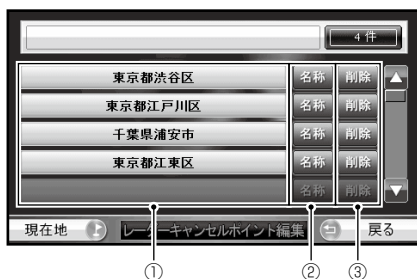 4 件
東京都渋谷区 名称 削除
東京都江戸川区 名称 削除
千葉県浦安市 名称 削除
東京都江東区 名称 削除
名称 削除
現在地 レーダーキャンセルポイント編集 戻る
① ② ③